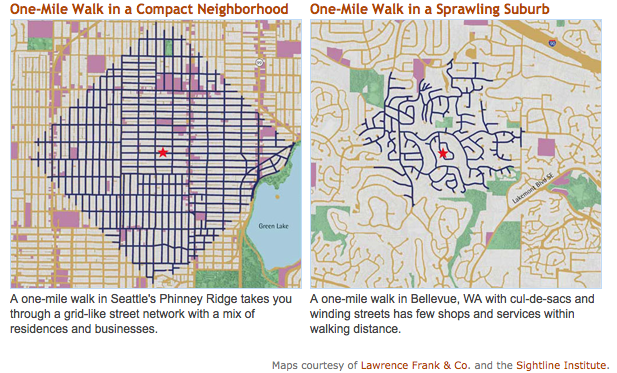 One-Mile Walk in a Compact Neighborhood
One-Mile Walk in a Sprawling Suburb
Green Lake
Lakemont Blvd SE
A one-mile walk in Seattle's Phinney Ridge takes you
through a grid-like street network with a mix of
residences and businesses.
A one-mile walk in Bellevue, WA with cul-de-sacs and
winding streets has few shops and services within
walking distance.
Maps courtesy of Lawrence Frank & Co. and the Sightline Institute.